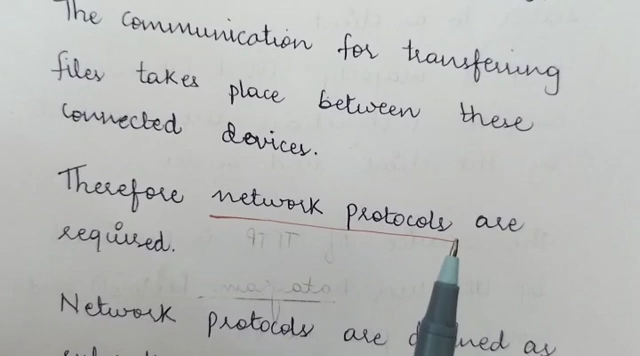 The communication for transferring
files takes place between these
connected devices.
Therefore network protocols are
required.
Network protocols are as